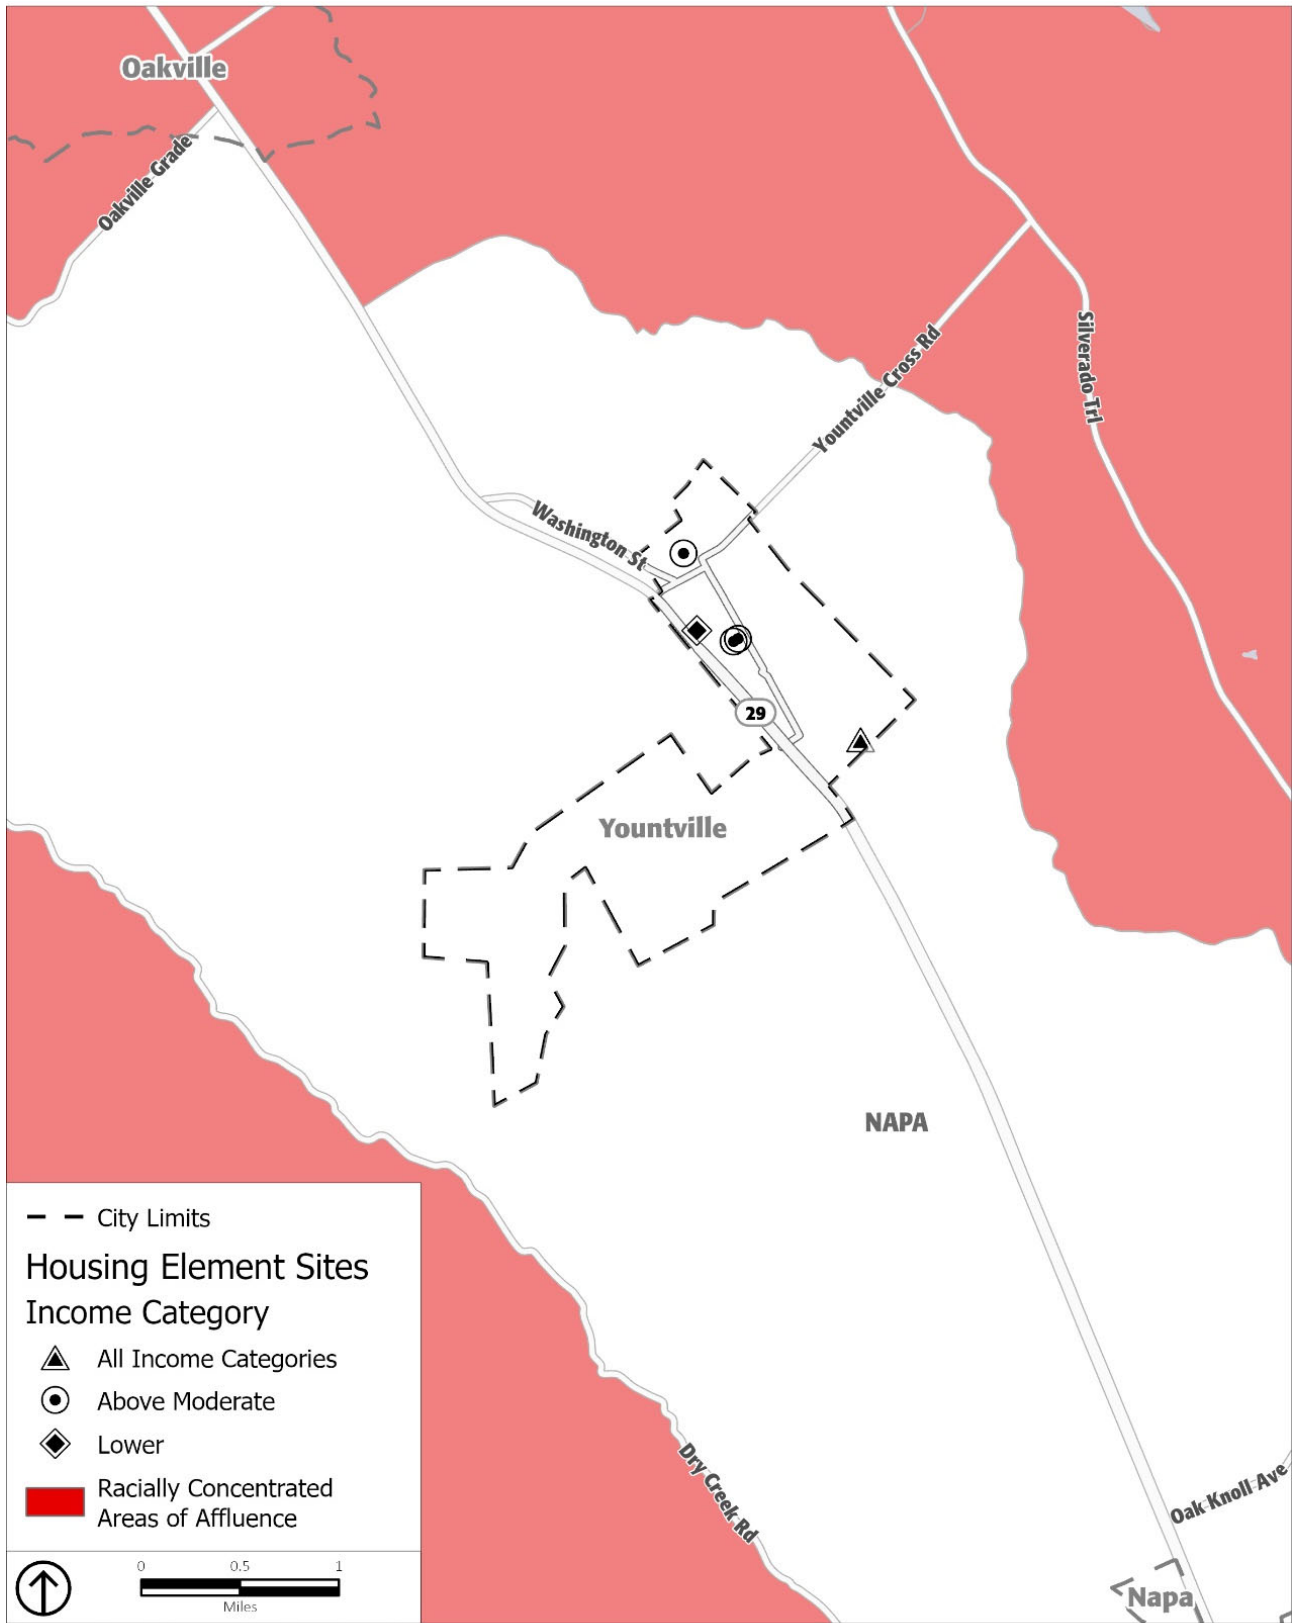 Oakville
Oakville Grade
Silverado Trl
Yountville Cross Rd
Washington St
29
Yountville
NAPA
City Limits
Housing Element Sites
Income Category
All Income Categories
Above Moderate
Lower
Racially Concentrated
Areas of Affluence
Dry Creek Rd
Oak Knoll Ave
0 0.5 1
Miles
Napa